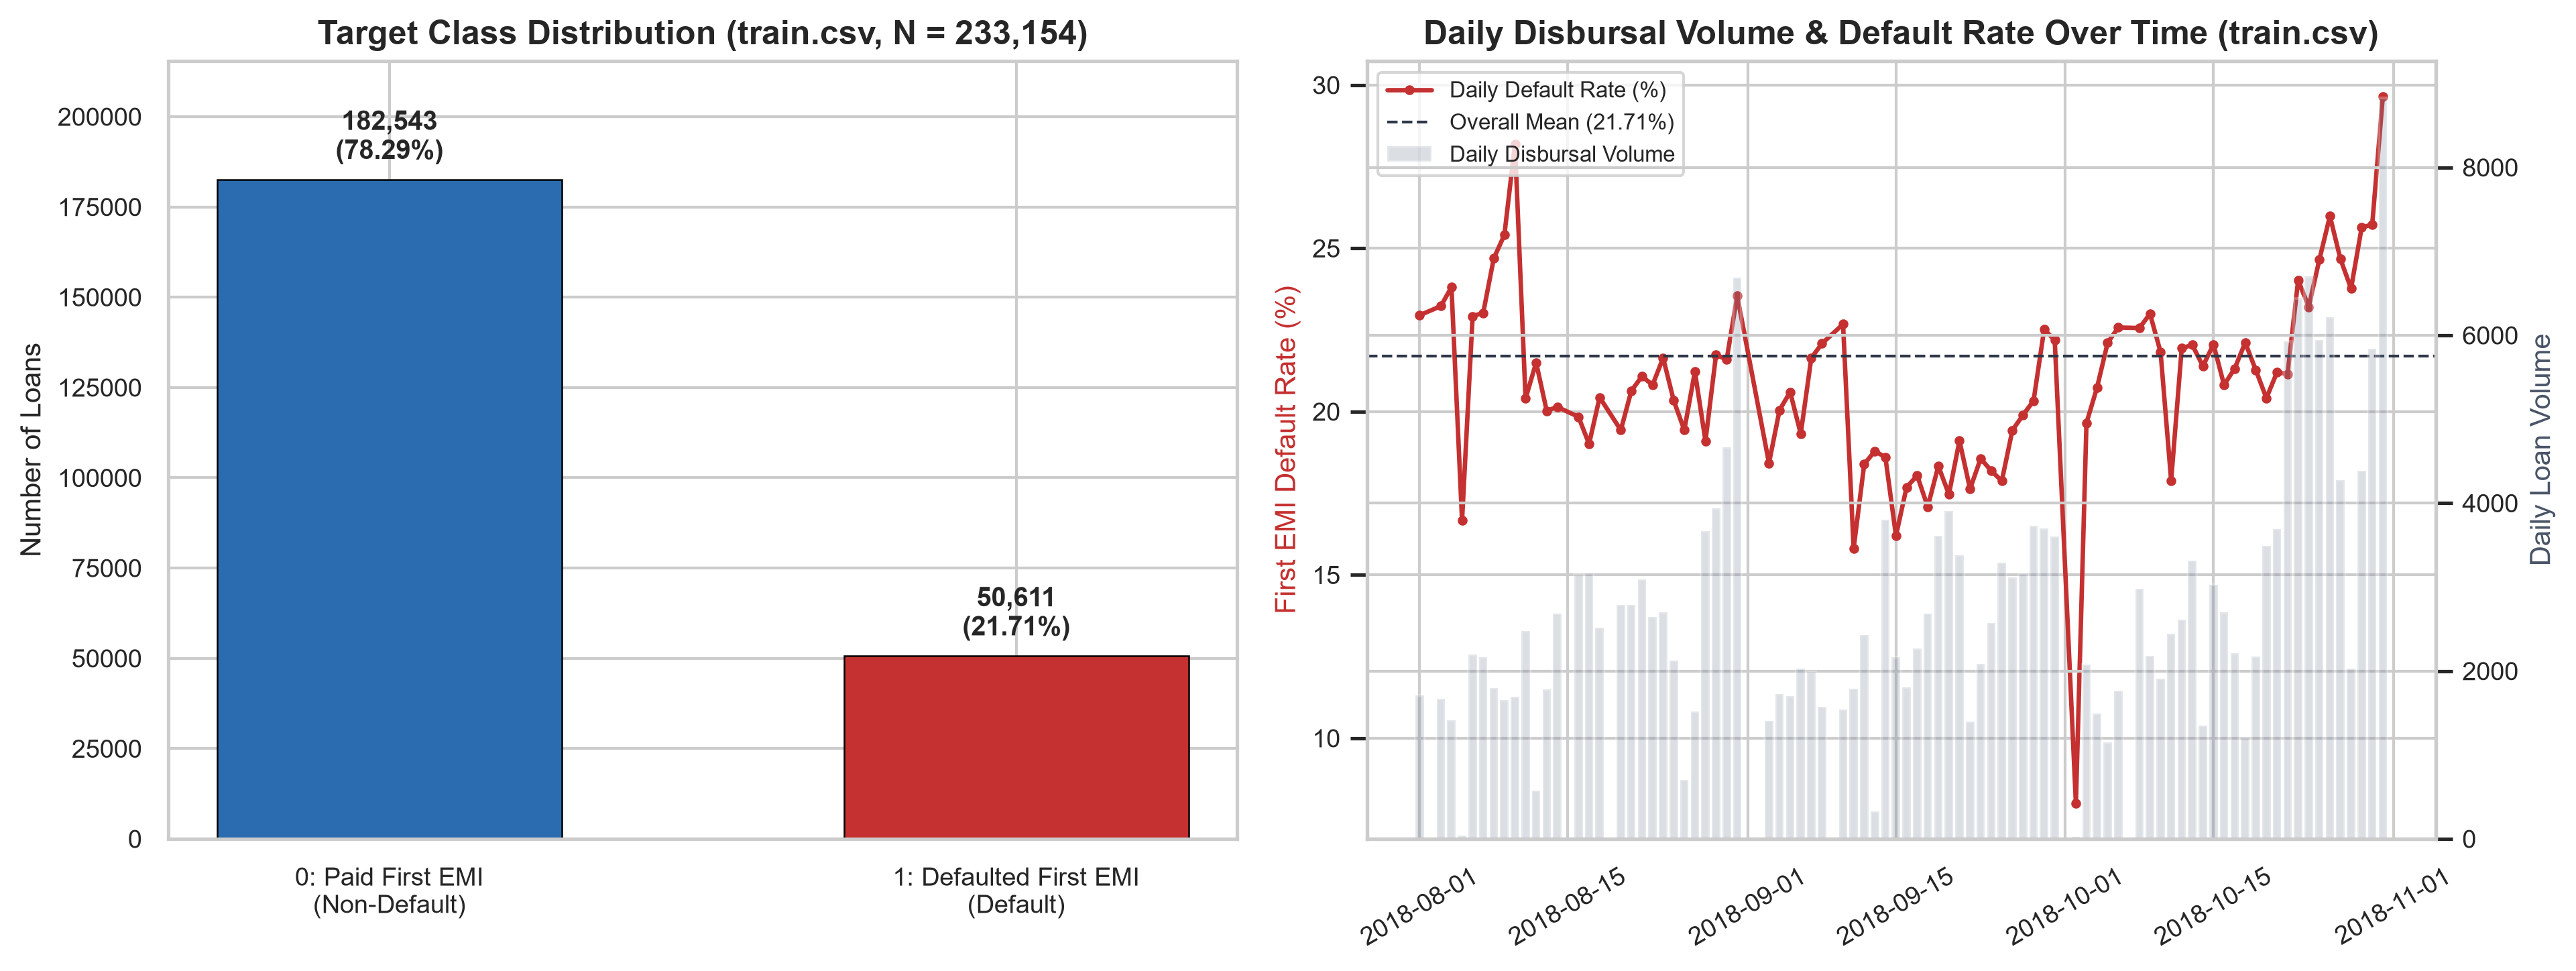 Target Class Distribution (train.csv, N = 233,154)
Number of Loans
200000
175000
150000
125000
100000
75000
50000
25000
0
182,543
(78.29%)
50,611
(21.71%)
0: Paid First EMI
(Non-Default)
1: Defaulted First EMI
(Default)
Daily Disbursal Volume & Default Rate Over Time (train.csv)
Daily Default Rate (%)
Overall Mean (21.71%)
Daily Disbursal Volume
First EMI Default Rate (%)
30
25
20
15
10
8000
6000
4000
2000
0
Daily Loan Volume
2018-08-01
2018-08-15
2018-09-01
2018-09-15
2018-10-01
2018-10-15
2018-11-01